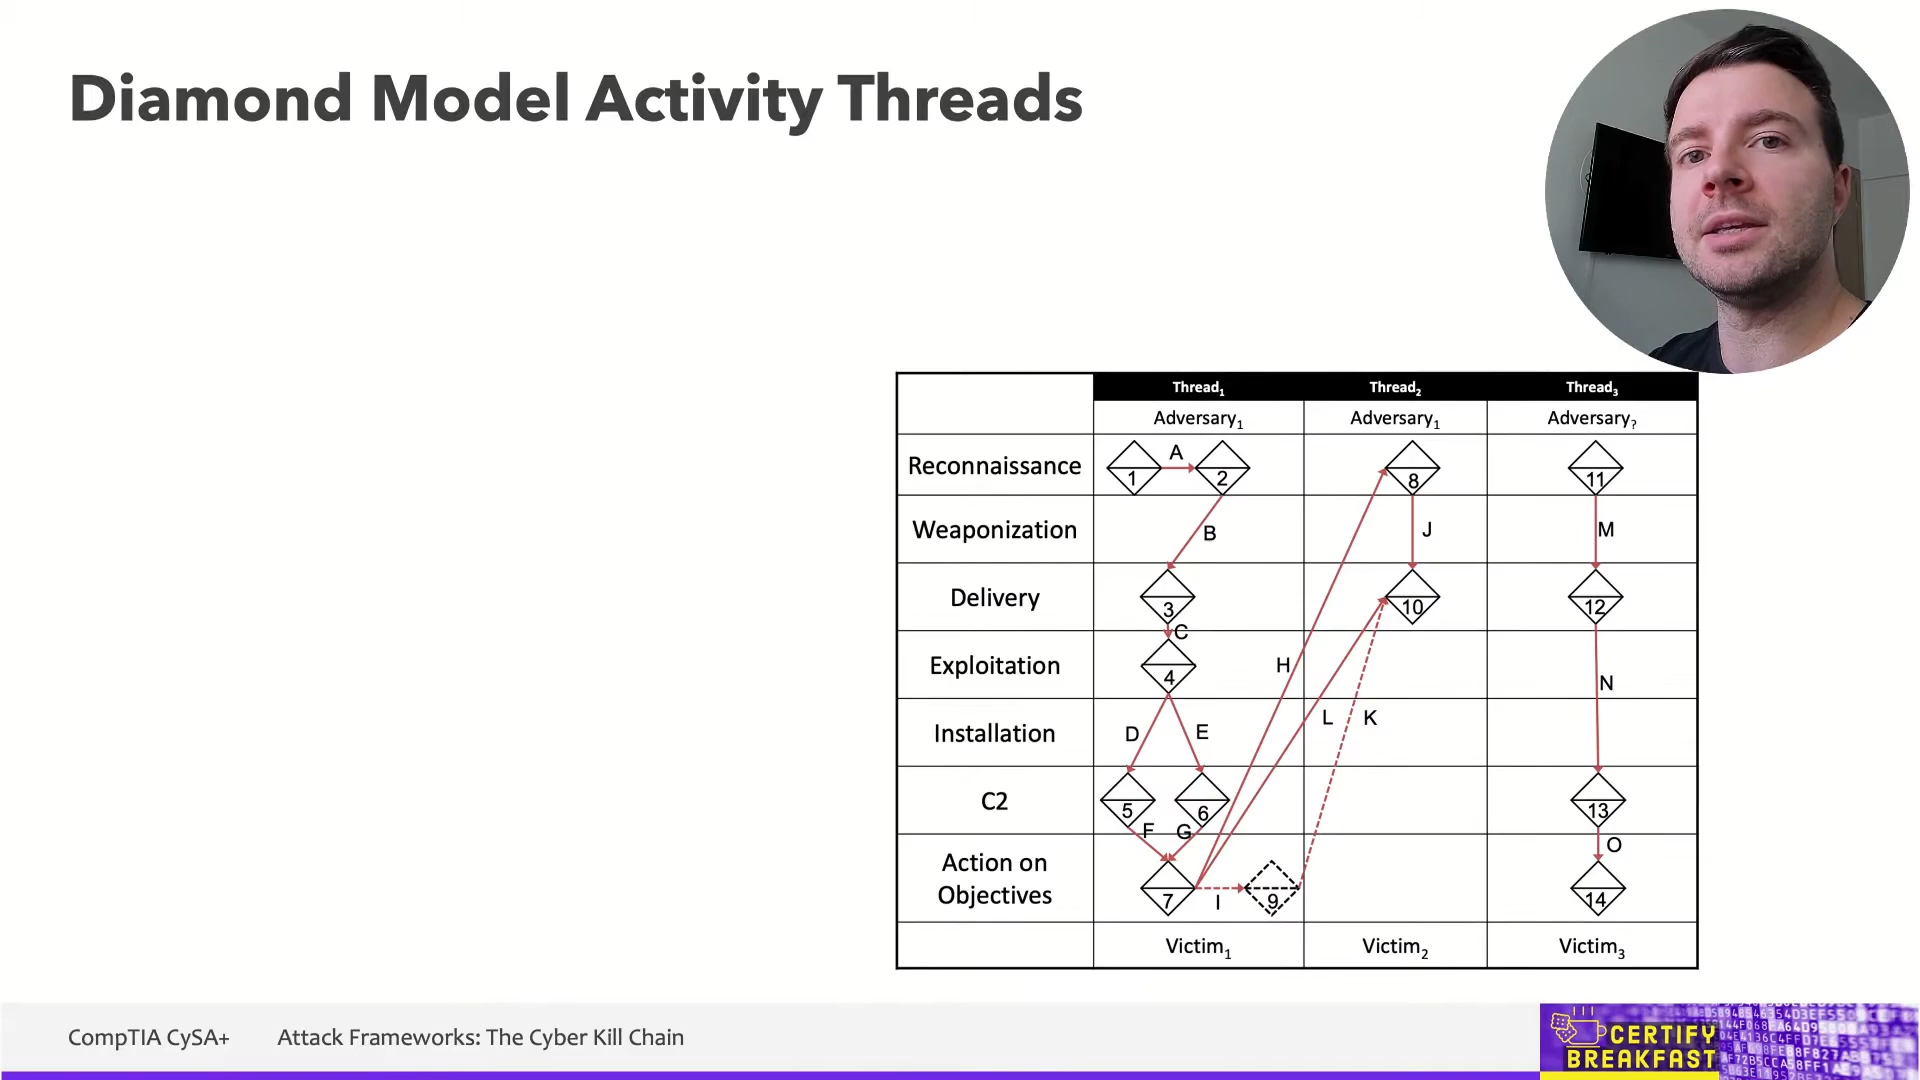 Diamond Model Activity Threads
Thread1 Thread2 Thread3
Adversary1 Adversary1 Adversary?
Reconnaissance 1 A 2 8 11
Weaponization B J M
Delivery 3 10 12
C
Exploitation 4 H N
Installation D E L K
C2 5 6 13
F G O
Action on
Objectives 7 I 9 14
Victim1 Victim2 Victim3
CompTIA CySA+ Attack Frameworks: The Cyber Kill Chain
CERTIFY
BREAKFAST